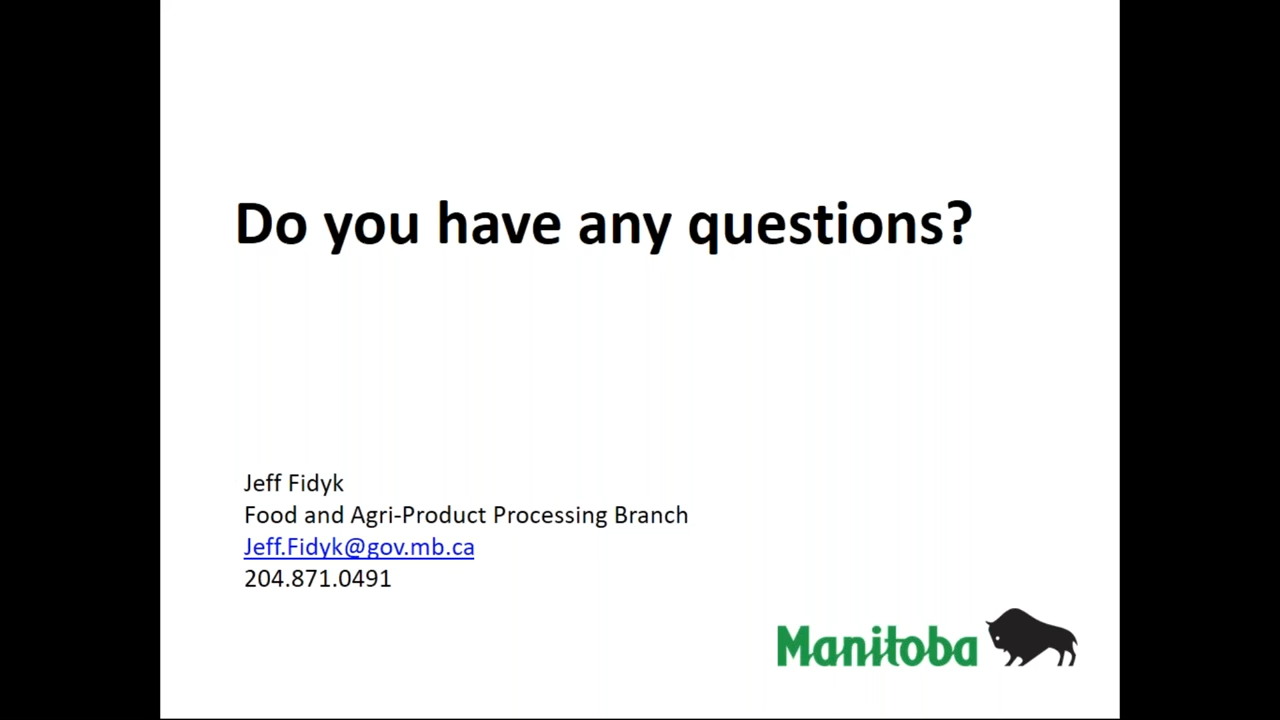 Do you have any questions?
Jeff Fidyk
Food and Agri-Product Processing Branch
Jeff.Fidyk@gov.mb.ca
204.871.0491
Manitoba